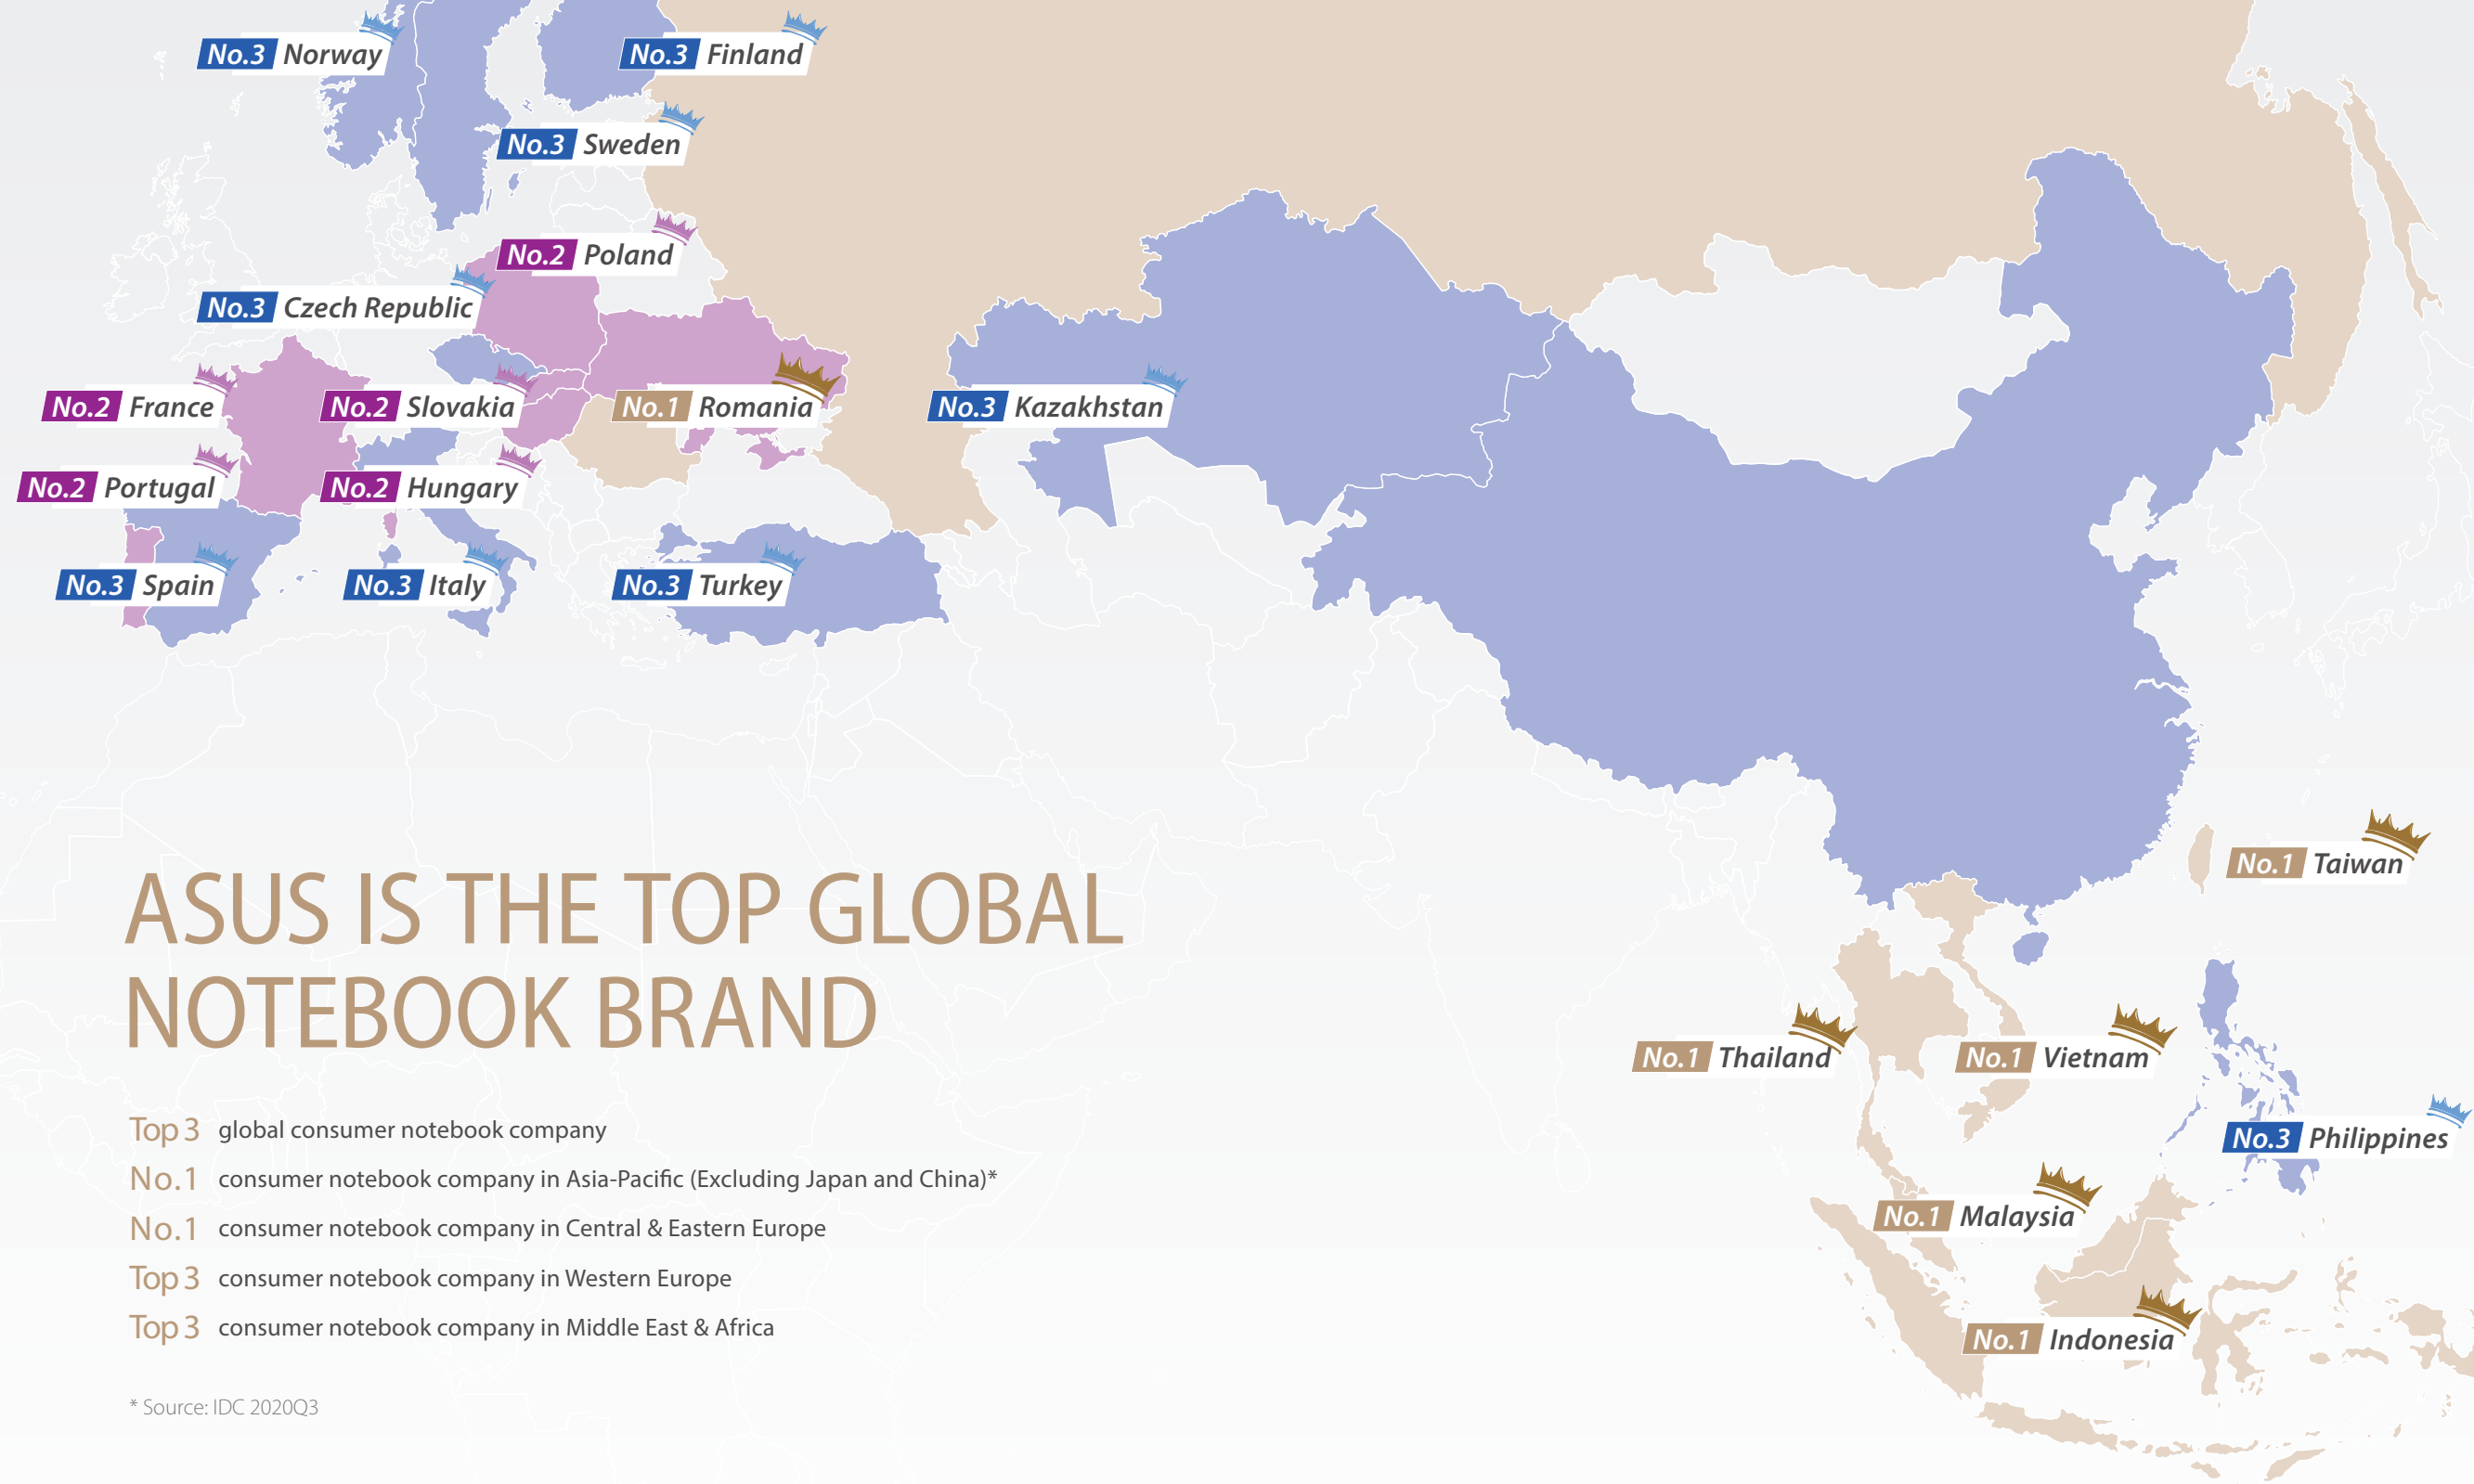 No.3 Norway
No.3 Finland
No.3 Sweden
No.2 Poland
No.3 Czech Republic
No.2 France
No.2 Slovakia
No.1 Romania
No.3 Kazakhstan
No.2 Portugal
No.2 Hungary
No.3 Spain
No.3 Italy
No.3 Turkey
No.1 Taiwan
No.1 Thailand
No.1 Vietnam
No.3 Philippines
No.1 Malaysia
No.1 Indonesia
ASUS IS THE TOP GLOBAL
NOTEBOOK BRAND
Top 3 global consumer notebook company
No.1 consumer notebook company in Asia-Pacific (Excluding Japan and China)*
No.1 consumer notebook company in Central & Eastern Europe
Top 3 consumer notebook company in Western Europe
Top 3 consumer notebook company in Middle East & Africa
* Source: IDC 2020Q3